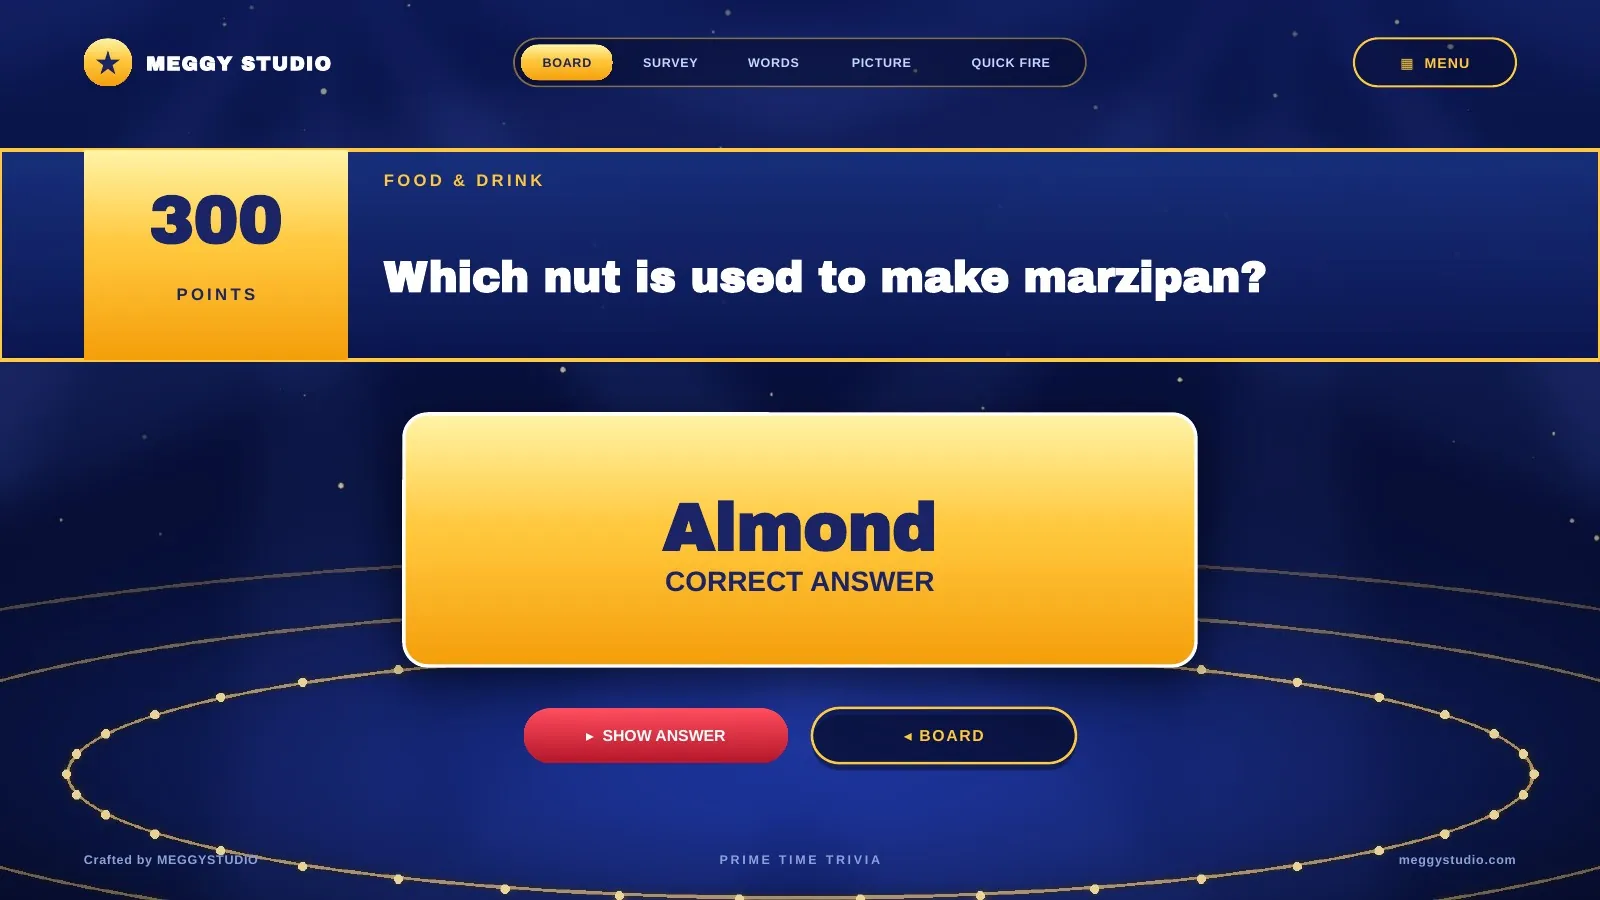 MEGGY STUDIO
BOARD
SURVEY
WORDS
PICTURE
QUICK FIRE
MENU
300
POINTS
FOOD & DRINK
Which nut is used to make marzipan?
Almond
CORRECT ANSWER
SHOW ANSWER
BOARD
Crafted by MEGGYSTUDIO
PRIME TIME TRIVIA
meggystudio.com